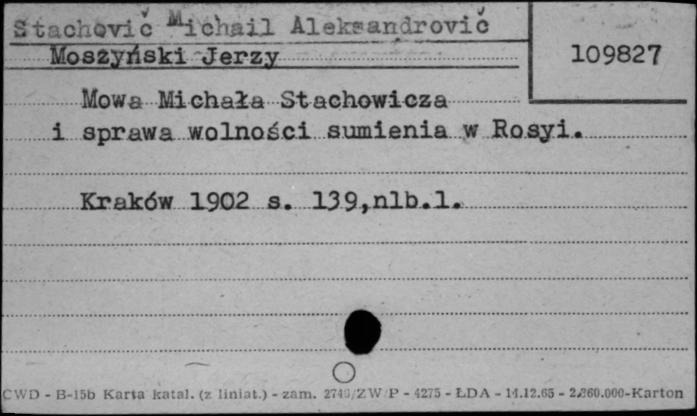 Stachovič Michail Aleksandrovič
109827
Moszyński Jerzy
Mowa Michała Stachowicza
i sprawa wolności sumienia w Rosyi.
Kraków 1902 s. 139,nlb.1.
CWD - B-15b Karta katal. (z liniat.) - zam. 2749/ZW/P - 4275 - ŁDA - 14.12.65 - 2.260.000-Karton